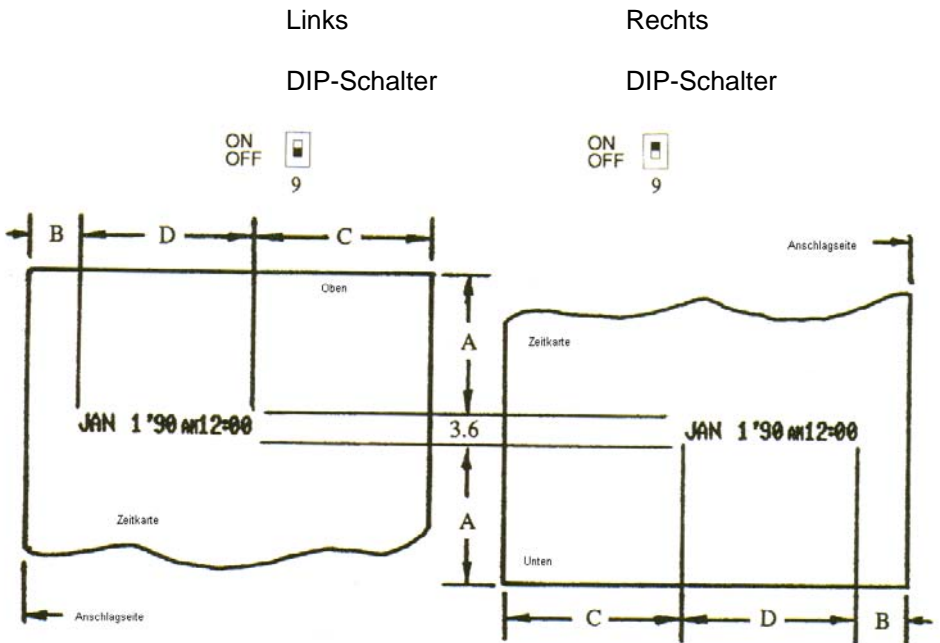 Links Rechts
DIP-Schalter DIP-Schalter
ON ON
OFF OFF
9 9
B D C
Anschlagseite
Oben
A
Zeitkarte
JAN 1 '90 AM12:00 3.6 JAN 1 '90 AM12:00
Zeitkarte
A
Unten
Anschlagseite
C D B